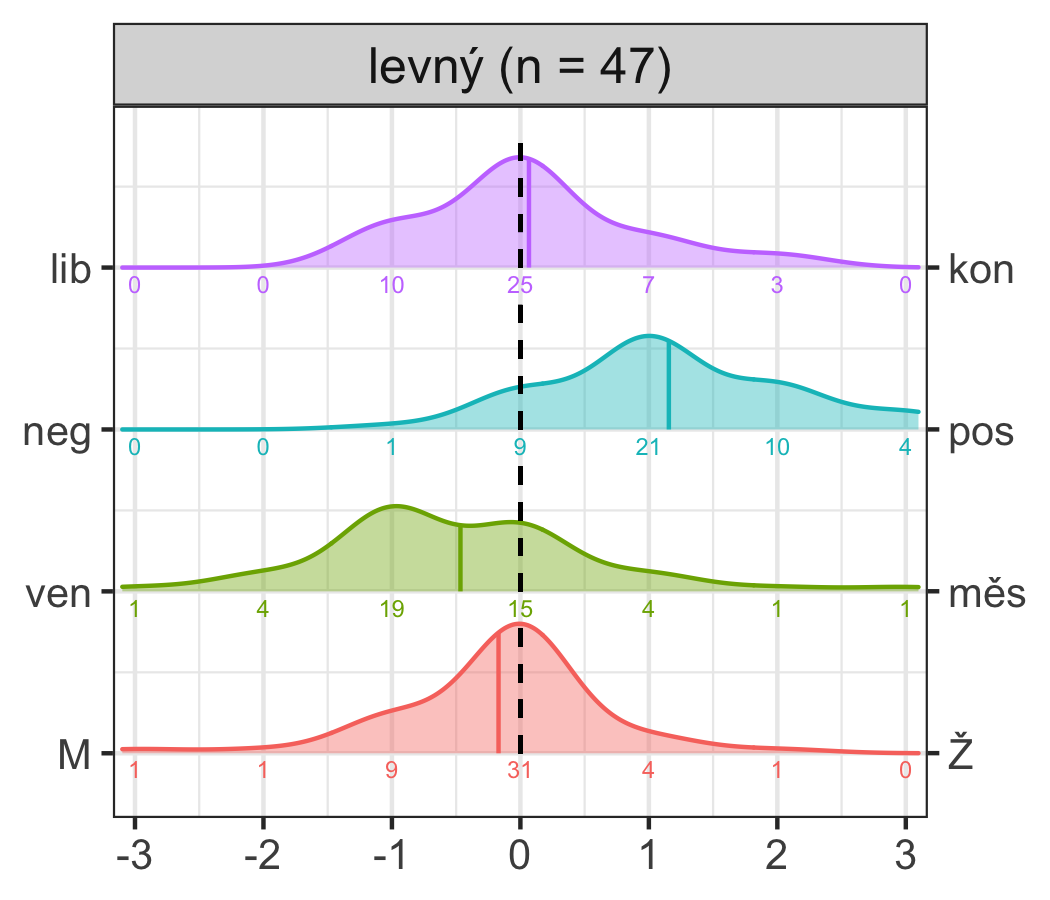 levný (n = 47)
lib kon
0 0 10 25 7 3 0
neg pos
0 0 1 9 21 10 4
ven měs
1 4 19 15 4 1 1
M Ž
1 1 9 31 4 1 0
-3 -2 -1 0 1 2 3